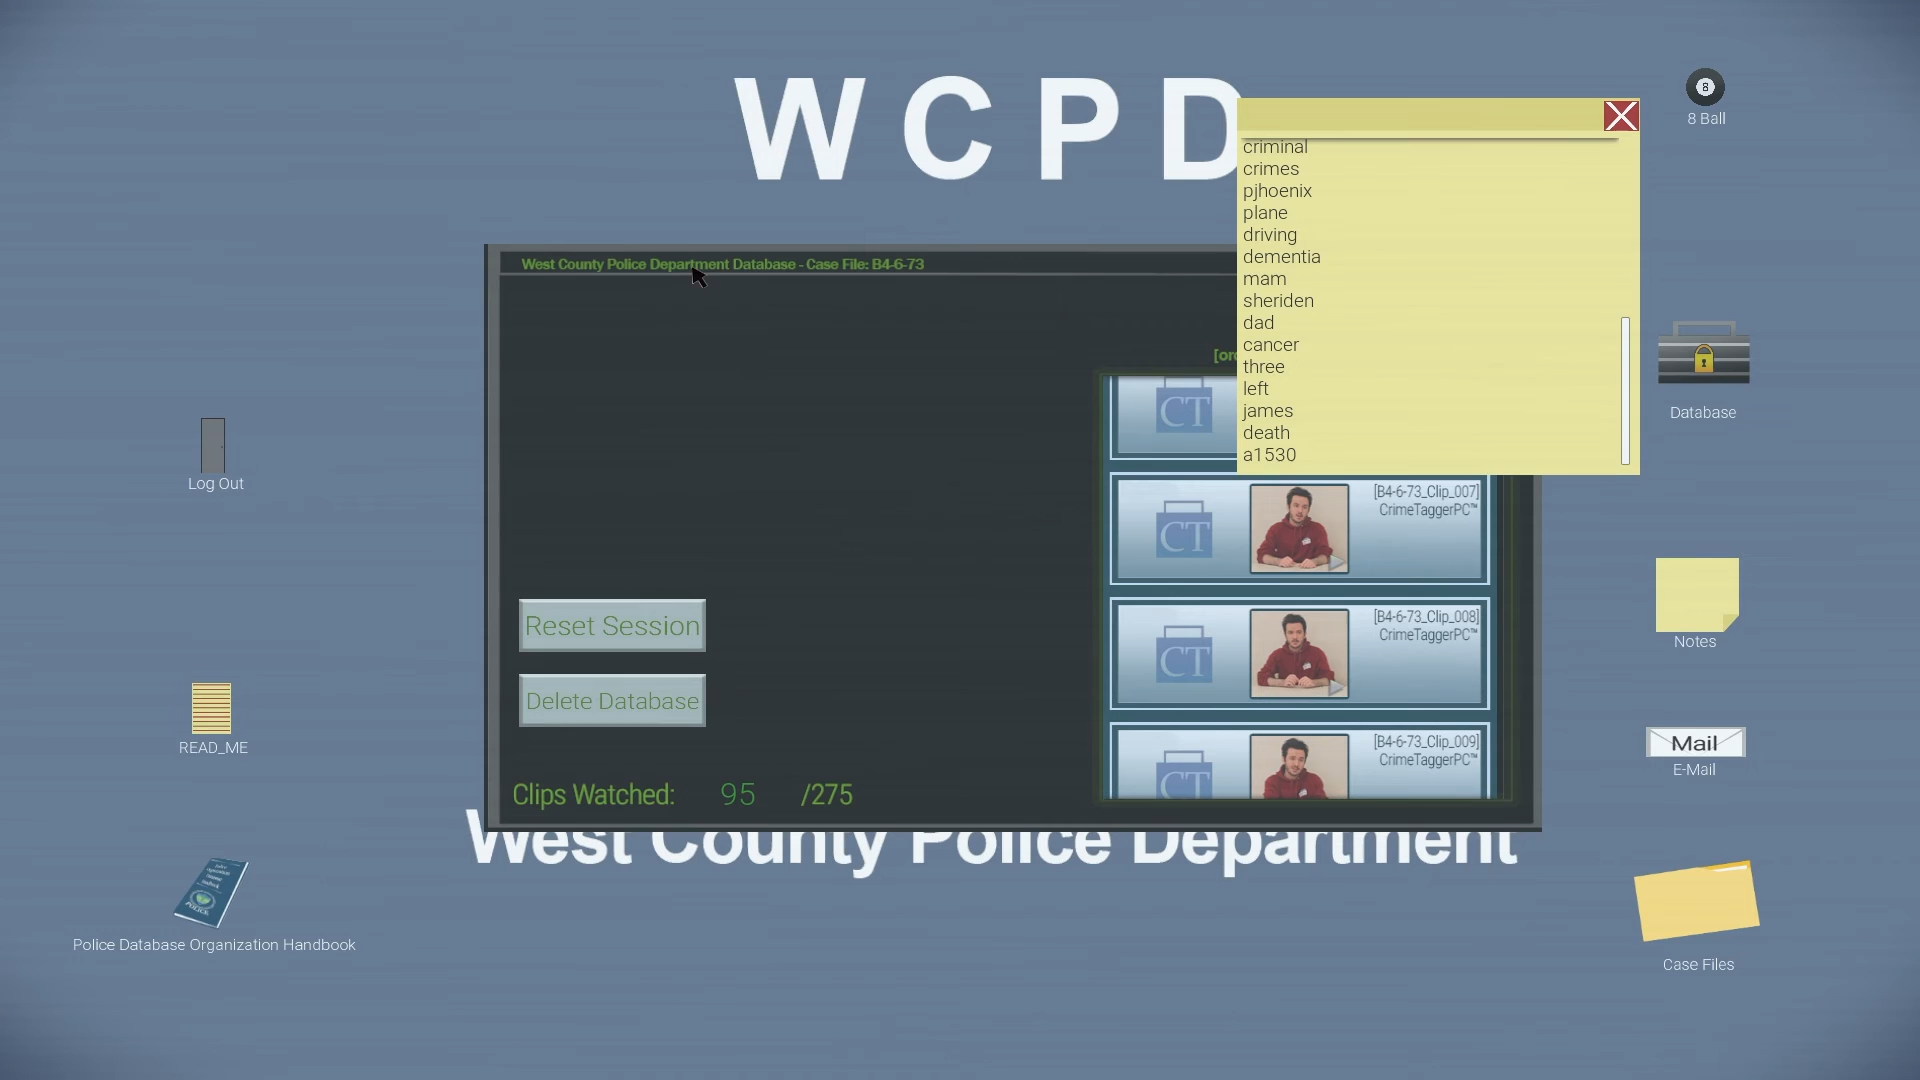 W C P D
8
8 Ball
criminal
crimes
pjhoenix
plane
driving
dementia
mam
sheriden
dad
cancer
three
left
james
death
a1530
West County Police Department Database - Case File: B4-6-73
CT
CT
[B4-6-73_Clip_007]
CrimeTaggerPC™
CT
[B4-6-73_Clip_008]
CrimeTaggerPC™
CT
[B4-6-73_Clip_009]
CrimeTaggerPC™
Reset Session
Delete Database
Clips Watched: 95 /275
West County Police Department
Log Out
READ_ME
POLICE
Police Database Organization Handbook
Database
Notes
Mail
E-Mail
Case Files